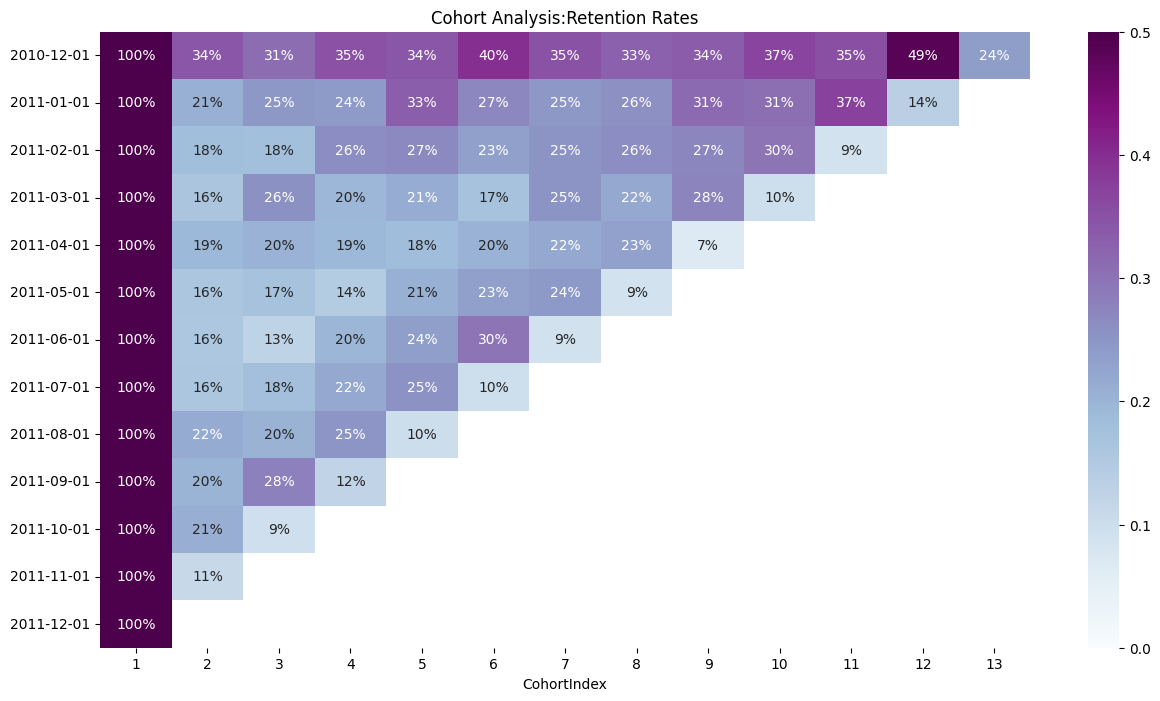 Cohort Analysis:Retention Rates
2010-12-01 100% 34% 31% 35% 34% 40% 35% 33% 34% 37% 35% 49% 24%
2011-01-01 100% 21% 25% 24% 33% 27% 25% 26% 31% 31% 37% 14%
2011-02-01 100% 18% 18% 26% 27% 23% 25% 26% 27% 30% 9%
2011-03-01 100% 16% 26% 20% 21% 17% 25% 22% 28% 10%
2011-04-01 100% 19% 20% 19% 18% 20% 22% 23% 7%
2011-05-01 100% 16% 17% 14% 21% 23% 24% 9%
2011-06-01 100% 16% 13% 20% 24% 30% 9%
2011-07-01 100% 16% 18% 22% 25% 10%
2011-08-01 100% 22% 20% 25% 10%
2011-09-01 100% 20% 28% 12%
2011-10-01 100% 21% 9%
2011-11-01 100% 11%
2011-12-01 100%
1 2 3 4 5 6 7 8 9 10 11 12 13
CohortIndex
0.5
0.4
0.3
0.2
0.1
0.0